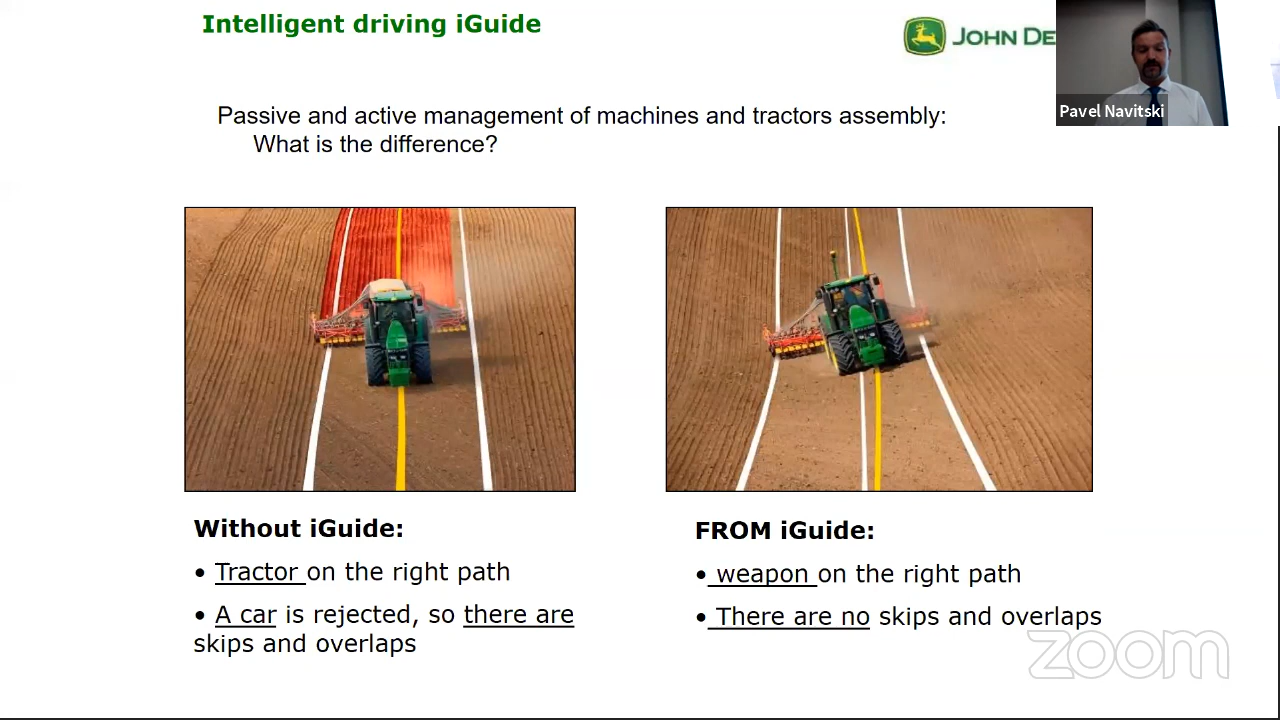 Intelligent driving iGuide
JOHN DE
Pavel Navitski
Passive and active management of machines and tractors assembly:
What is the difference?
Without iGuide:
• Tractor on the right path
• A car is rejected, so there are
skips and overlaps
FROM iGuide:
• weapon on the right path
• There are no skips and overlaps
zoom